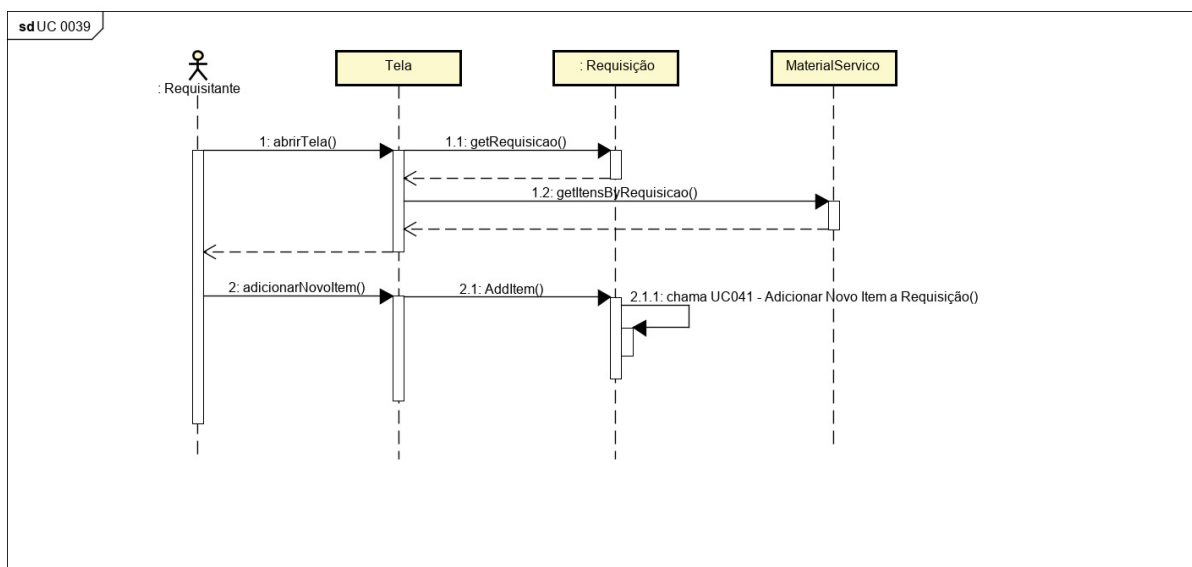 sd UC 0039
: Requisitante
Tela
: Requisição
MaterialServico
1: abrirTela()
1.1: getRequisicao()
1.2: getItensByRequisicao()
2: adicionarNovoItem()
2.1: AddItem()
2.1.1: chama UC041 - Adicionar Novo Item a Requisição()